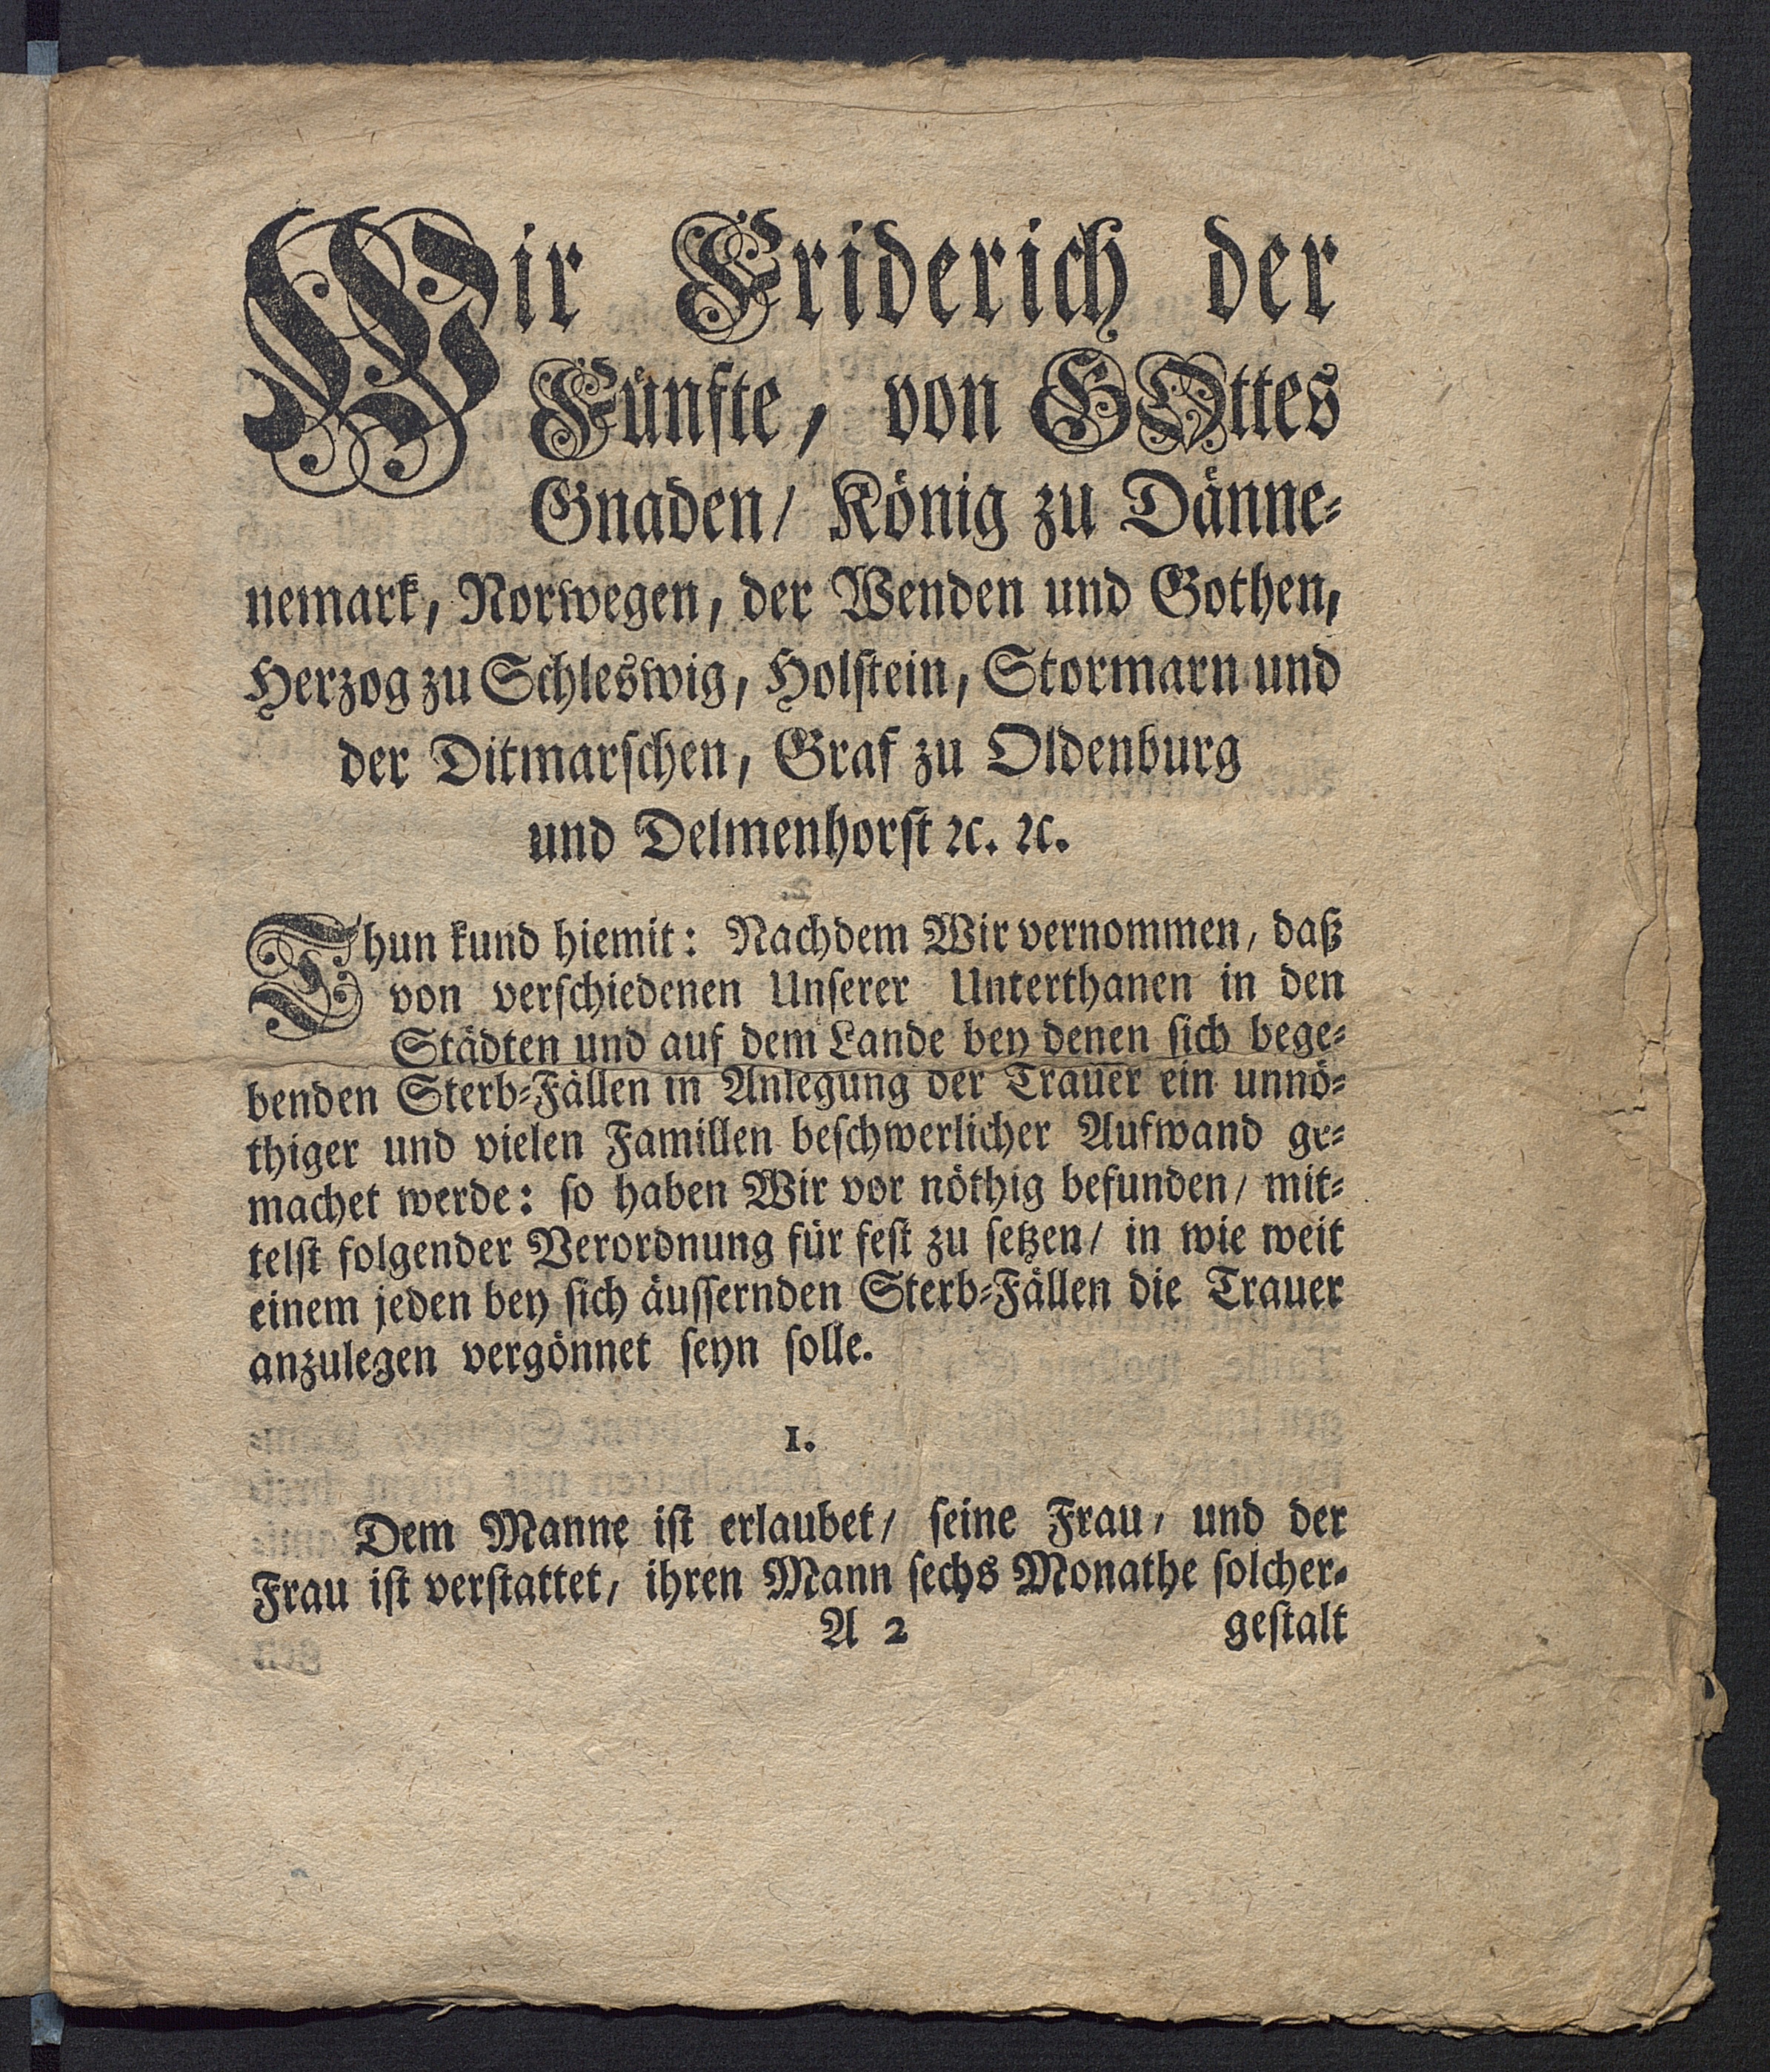 Wir Friderich der
Fünfte, von GOttes
Gnaden/ König zu Dänne-
nemark, Norwegen, der Wenden und Gothen,
Herzog zu Schleswig, Holstein, Stormarn und
der Ditmarschen, Graf zu Oldenburg
und Delmenhorst ꝛc. ꝛc.
Thun kund hiemit: Nachdem Wir vernommen, daß
von verschiedenen Unserer Unterthanen in den
Städten und auf dem Lande bey denen sich bege-
benden Sterb-Fällen in Anlegung der Trauer ein unnö-
thiger und vielen Famillen beschwerlicher Aufwand ge-
machet werde: so haben Wir vor nöthig befunden/ mit-
telst folgender Verordnung für fest zu setzen/ in wie weit
einem jeden bey sich äussernden Sterb-Fällen die Trauer
anzulegen vergönnet seyn solle.
1.
Dem Manne ist erlaubet/ seine Frau, und der
Frau ist verstattet, ihren Mann sechs Monathe solcher-
A 2 gestalt